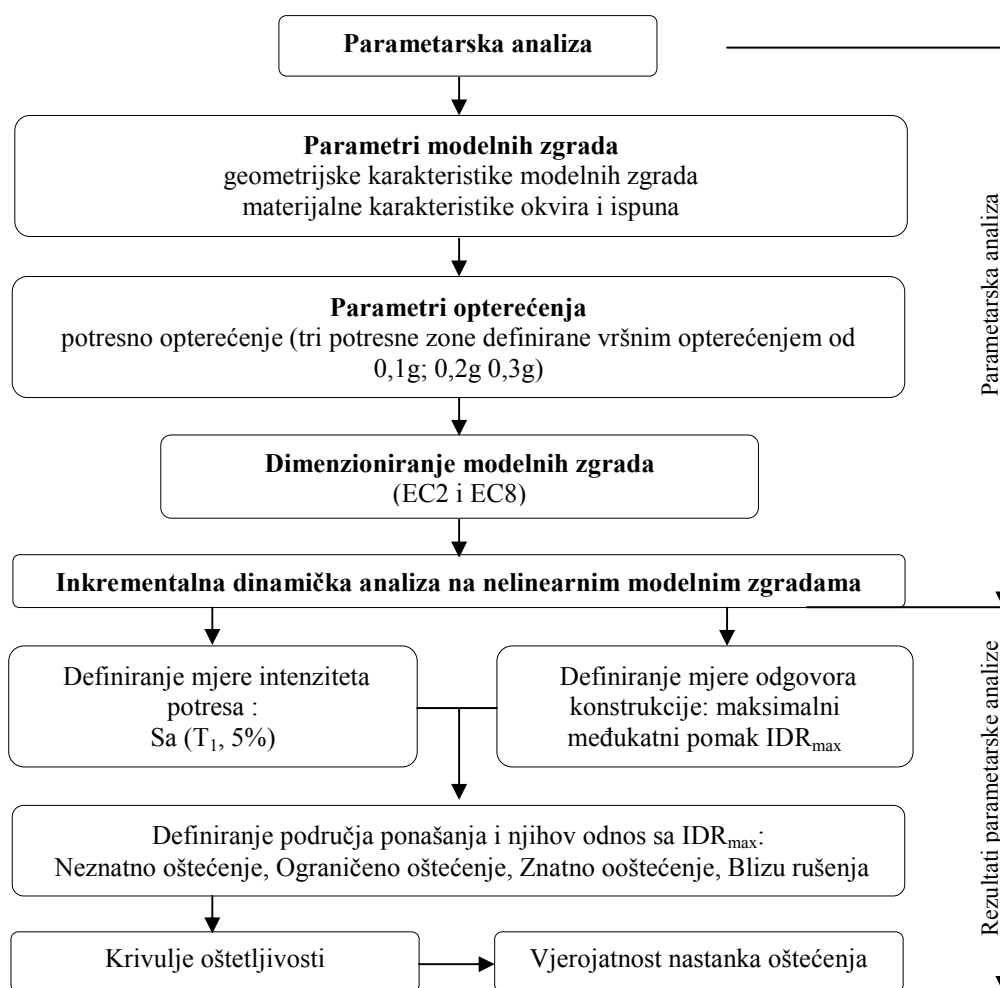 Parametarska analiza
Parametri modelnih zgrada
geometrijske karakteristike modelnih zgrada
materijalne karakteristike okvira i ispuna
Parametri opterećenja
potresno opterećenje (tri potresne zone definirane vršnim opterećenjem od
0,1g; 0,2g 0,3g)
Dimenzioniranje modelnih zgrada
(EC2 i EC8)
Inkrementalna dinamička analiza na nelinearnim modelnim zgradama
Definiranje mjere intenziteta
potresa :
Sa (T₁, 5%)
Definiranje mjere odgovora
konstrukcije: maksimalni
međukatni pomak IDRmax
Definiranje područja ponašanja i njihov odnos sa IDRmax:
Neznatno oštećenje, Ograničeno oštećenje, Znatno ooštećenje, Blizu rušenja
Krivulje oštetljivosti
Vjerojatnost nastanka oštećenja
Parametarska analiza
Rezultati parametarske analize